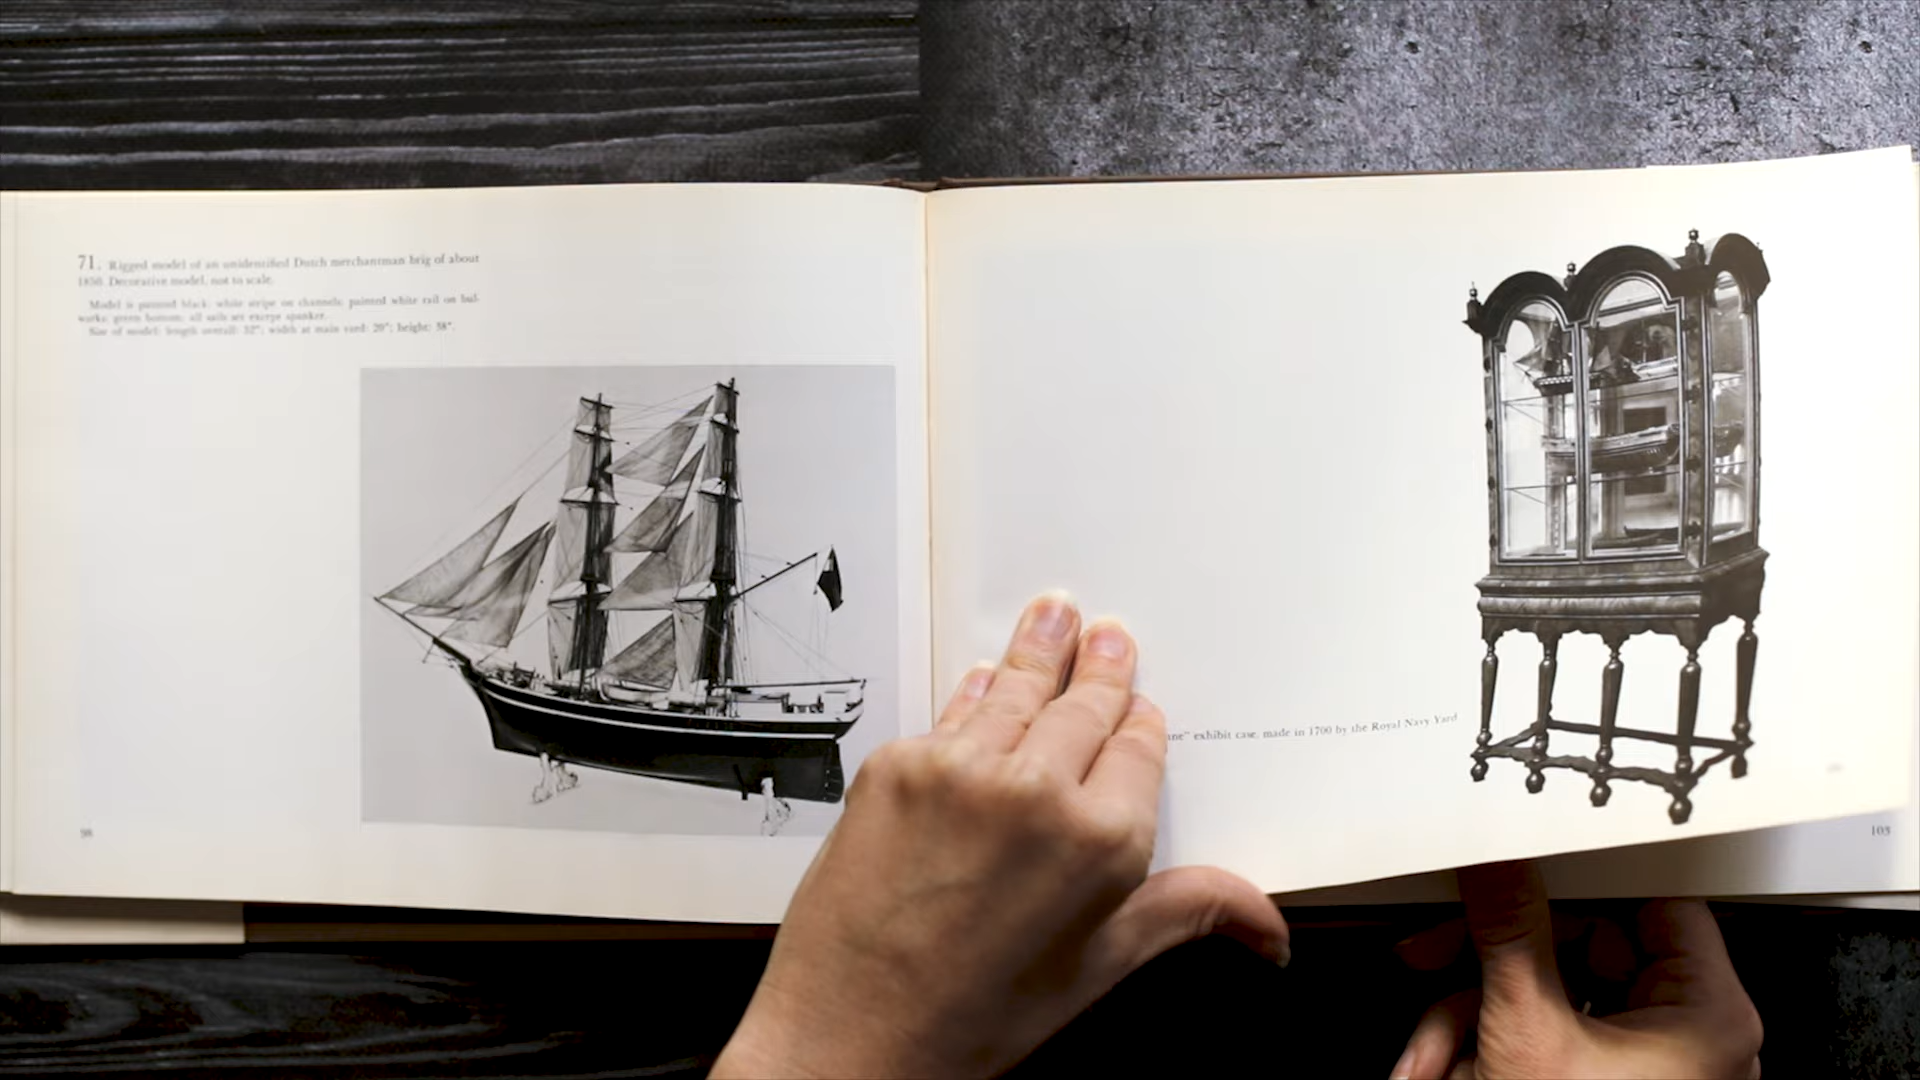 71. Rigged model of an unidentified Dutch merchantman brig of about
1850. Decorative model, not to scale.
Model is painted black; white stripe on channels; painted white rail on bul-
warks; green bottom; all sails set except spanker.
Size of model: length overall: 52"; width at main yard: 20"; height: 38".
98
exhibit case, made in 1700 by the Royal Navy Yard
103